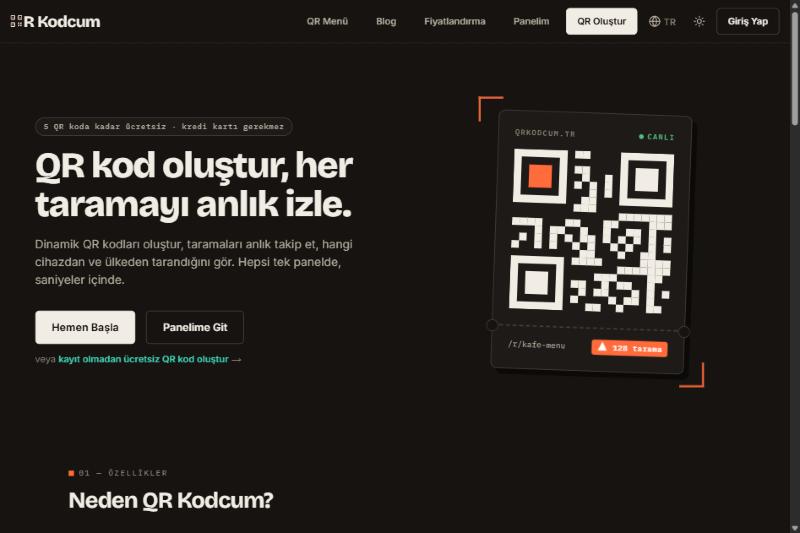 R Kodcum
QR Menü
Blog
Fiyatlandırma
Panelim
QR Oluştur
TR
Giriş Yap
5 QR koda kadar ücretsiz · kredi kartı gerekmez
QR kod oluştur, her
taramayı anlık izle.
Dinamik QR kodları oluştur, taramaları anlık takip et, hangi
cihazdan ve ülkeden tarandığını gör. Hepsi tek panelde,
saniyeler içinde.
Hemen Başla
Panelime Git
veya kayıt olmadan ücretsiz QR kod oluştur →
QRKODCUM.TR
CANLI
/r/kafe-menu
128 tarama
01 — ÖZELLİKLER
Neden QR Kodcum?